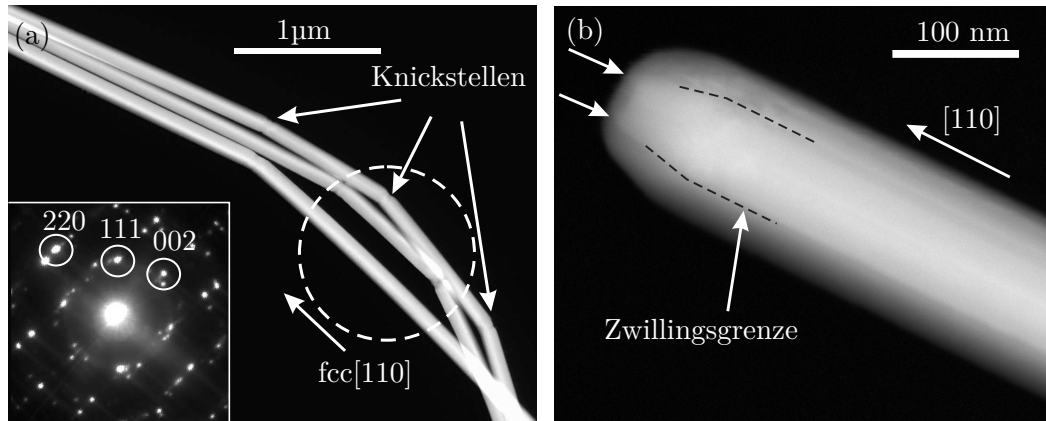 (a)
1μm
Knickstellen
220
111
002
fcc[110]
(b)
100 nm
[110]
Zwillingsgrenze